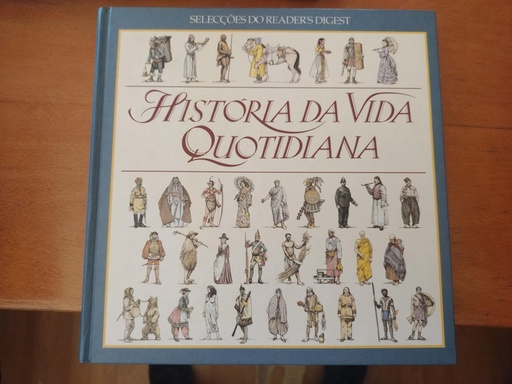 SELECÇÕES DO READER'S DIGEST
HISTÓRIA DA VIDA
QUOTIDIANA